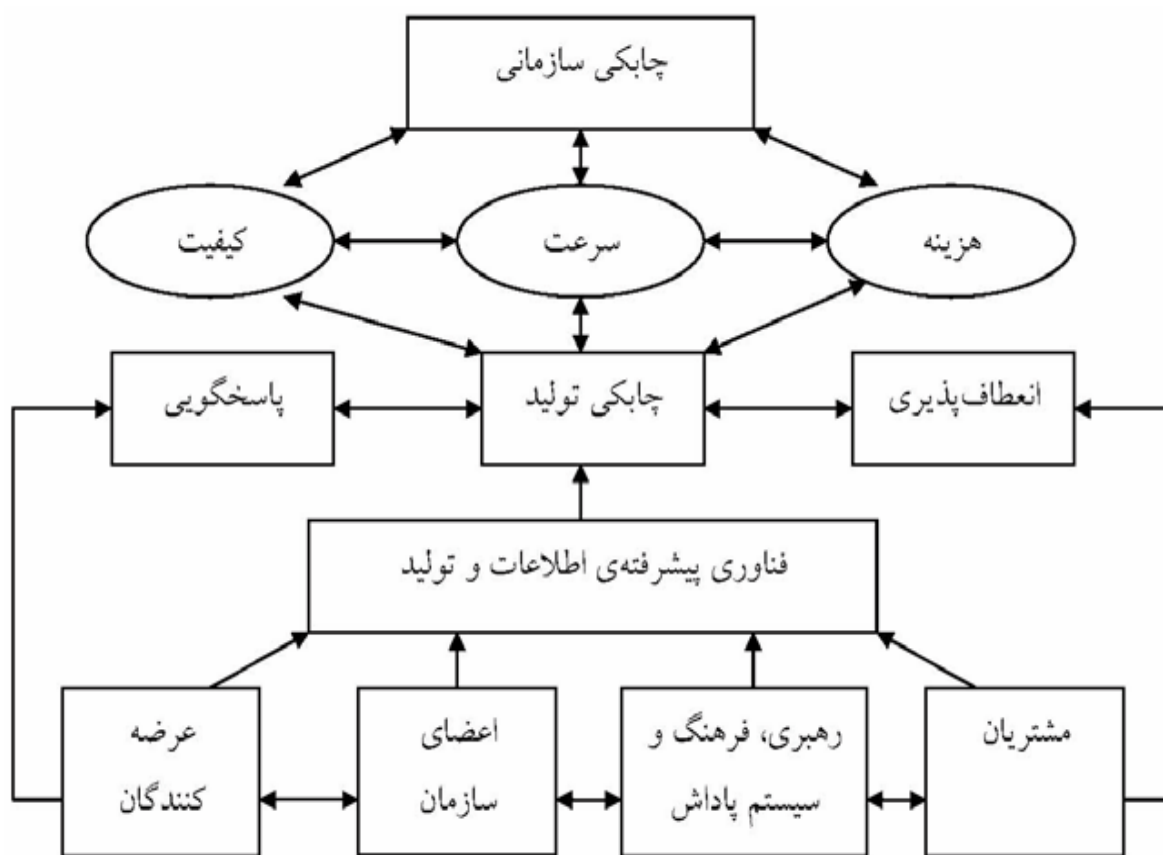 چابکی سازمانی
هزینه
سرعت
کیفیت
انعطاف‌پذیری
چابکی تولید
پاسخگویی
فناوری پیشرفته‌ی اطلاعات و تولید
مشتریان
رهبری، فرهنگ و
سیستم پاداش
اعضای
سازمان
عرضه
کنندگان